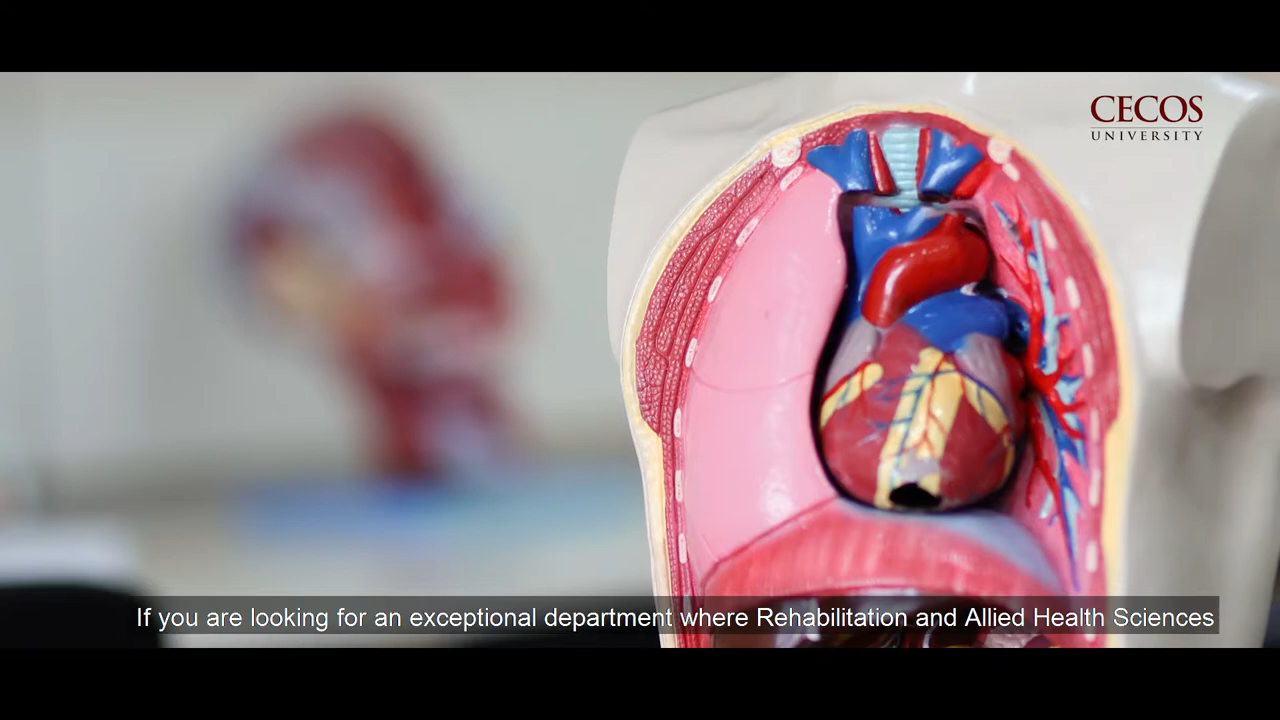 CECOS
UNIVERSITY
If you are looking for an exceptional department where Rehabilitation and Allied Health Sciences